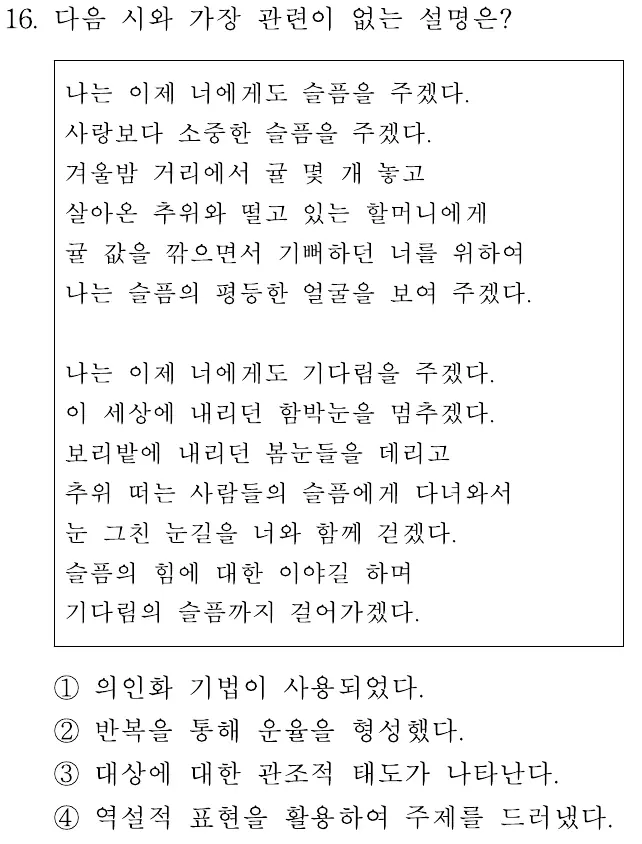 16. 다음 시와 가장 관련이 없는 설명은?
나는 이제 너에게도 슬픔을 주겠다.
사랑보다 소중한 슬픔을 주겠다.
겨울밤 거리에서 귤 몇 개 놓고
살아온 추위와 떨고 있는 할머니에게
귤 값을 깎으면서 기뻐하던 너를 위하여
나는 슬픔의 평등한 얼굴을 보여 주겠다.
나는 이제 너에게도 기다림을 주겠다.
이 세상에 내리던 함박눈을 멈추겠다.
보리밭에 내리던 봄눈들을 데리고
추위 떠는 사람들의 슬픔에게 다녀와서
눈 그친 눈길을 너와 함께 걷겠다.
슬픔의 힘에 대한 이야길 하며
기다림의 슬픔까지 걸어가겠다.
① 의인화 기법이 사용되었다.
② 반복을 통해 운율을 형성했다.
③ 대상에 대한 관조적 태도가 나타난다.
④ 역설적 표현을 활용하여 주제를 드러냈다.